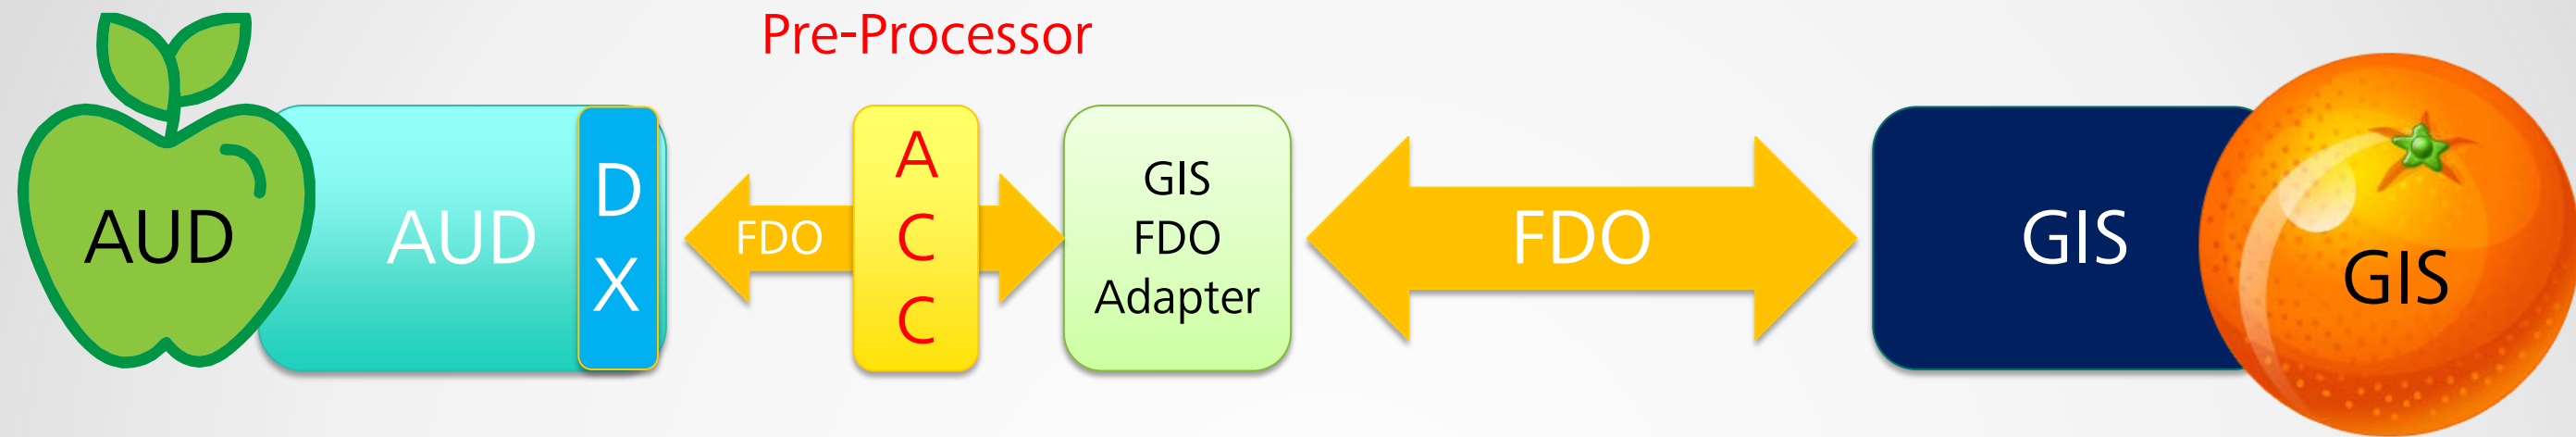 Pre-Processor
AUD
AUD
D
X
FDO
A
C
C
GIS
FDO
Adapter
FDO
GIS
GIS